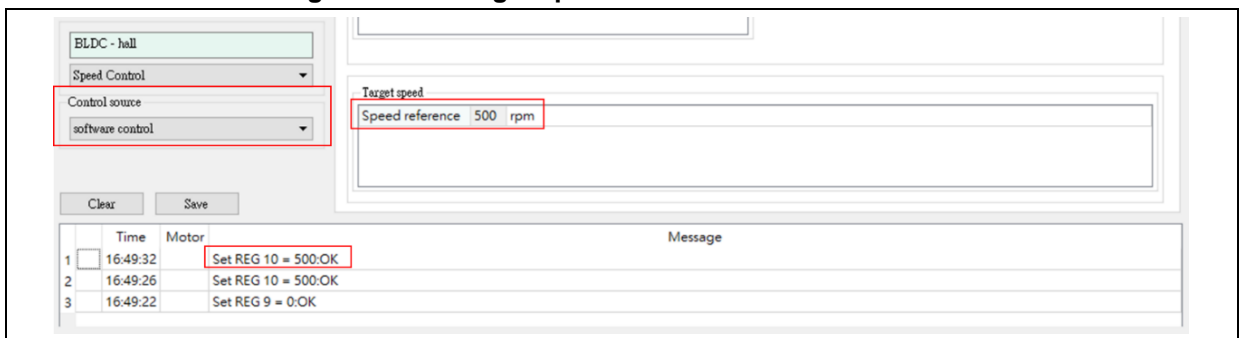 BLDC - hall
Speed Control
Control source
software control
Target speed
Speed reference 500 rpm
Clear Save
Time Motor Message
1 16:49:32 Set REG 10 = 500:OK
2 16:49:26 Set REG 10 = 500:OK
3 16:49:22 Set REG 9 = 0:OK